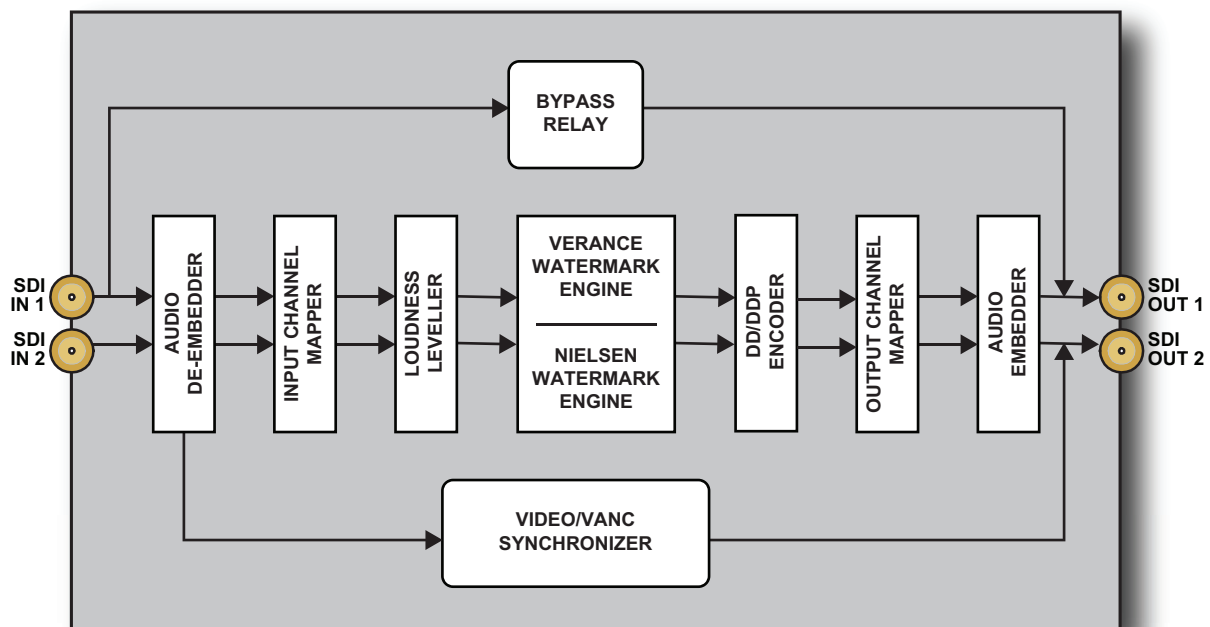 BYPASS
RELAY
SDI
IN 1
SDI
IN 2
AUDIO
DE-EMBEDDER
INPUT CHANNEL
MAPPER
LOUDNESS
LEVELLER
VERANCE
WATERMARK
ENGINE
NIELSEN
WATERMARK
ENGINE
DD/DDP
ENCODER
OUTPUT CHANNEL
MAPPER
AUDIO
EMBEDDER
SDI
OUT 1
SDI
OUT 2
VIDEO/VANC
SYNCHRONIZER